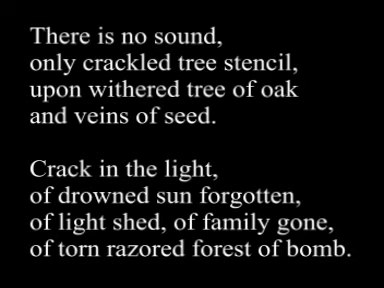 There is no sound,
only crackled tree stencil,
upon withered tree of oak
and veins of seed.

Crack in the light,
of drowned sun forgotten,
of light shed, of family gone,
of torn razored forest of bomb.